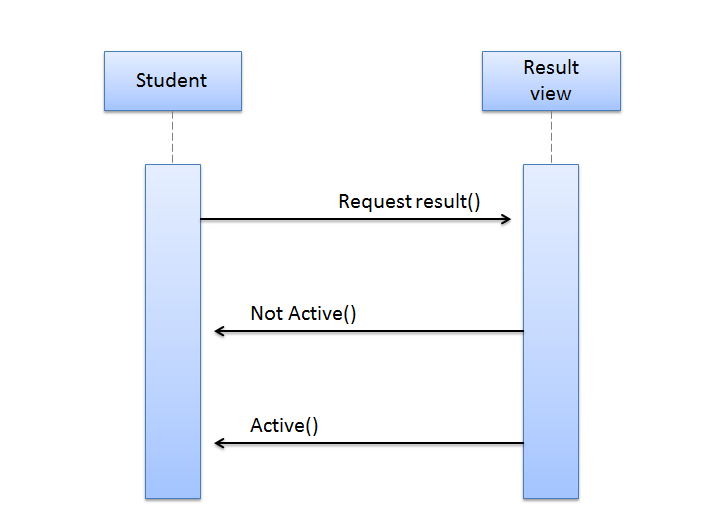 Student
Result
view
Request result()
Not Active()
Active()